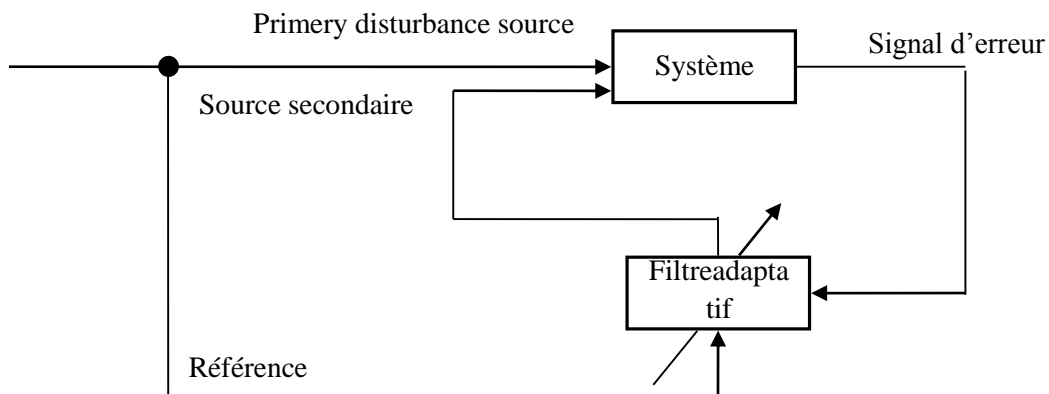 Primery disturbance source
Signal d’erreur
Système
Source secondaire
Filtreadapta
tif
Référence